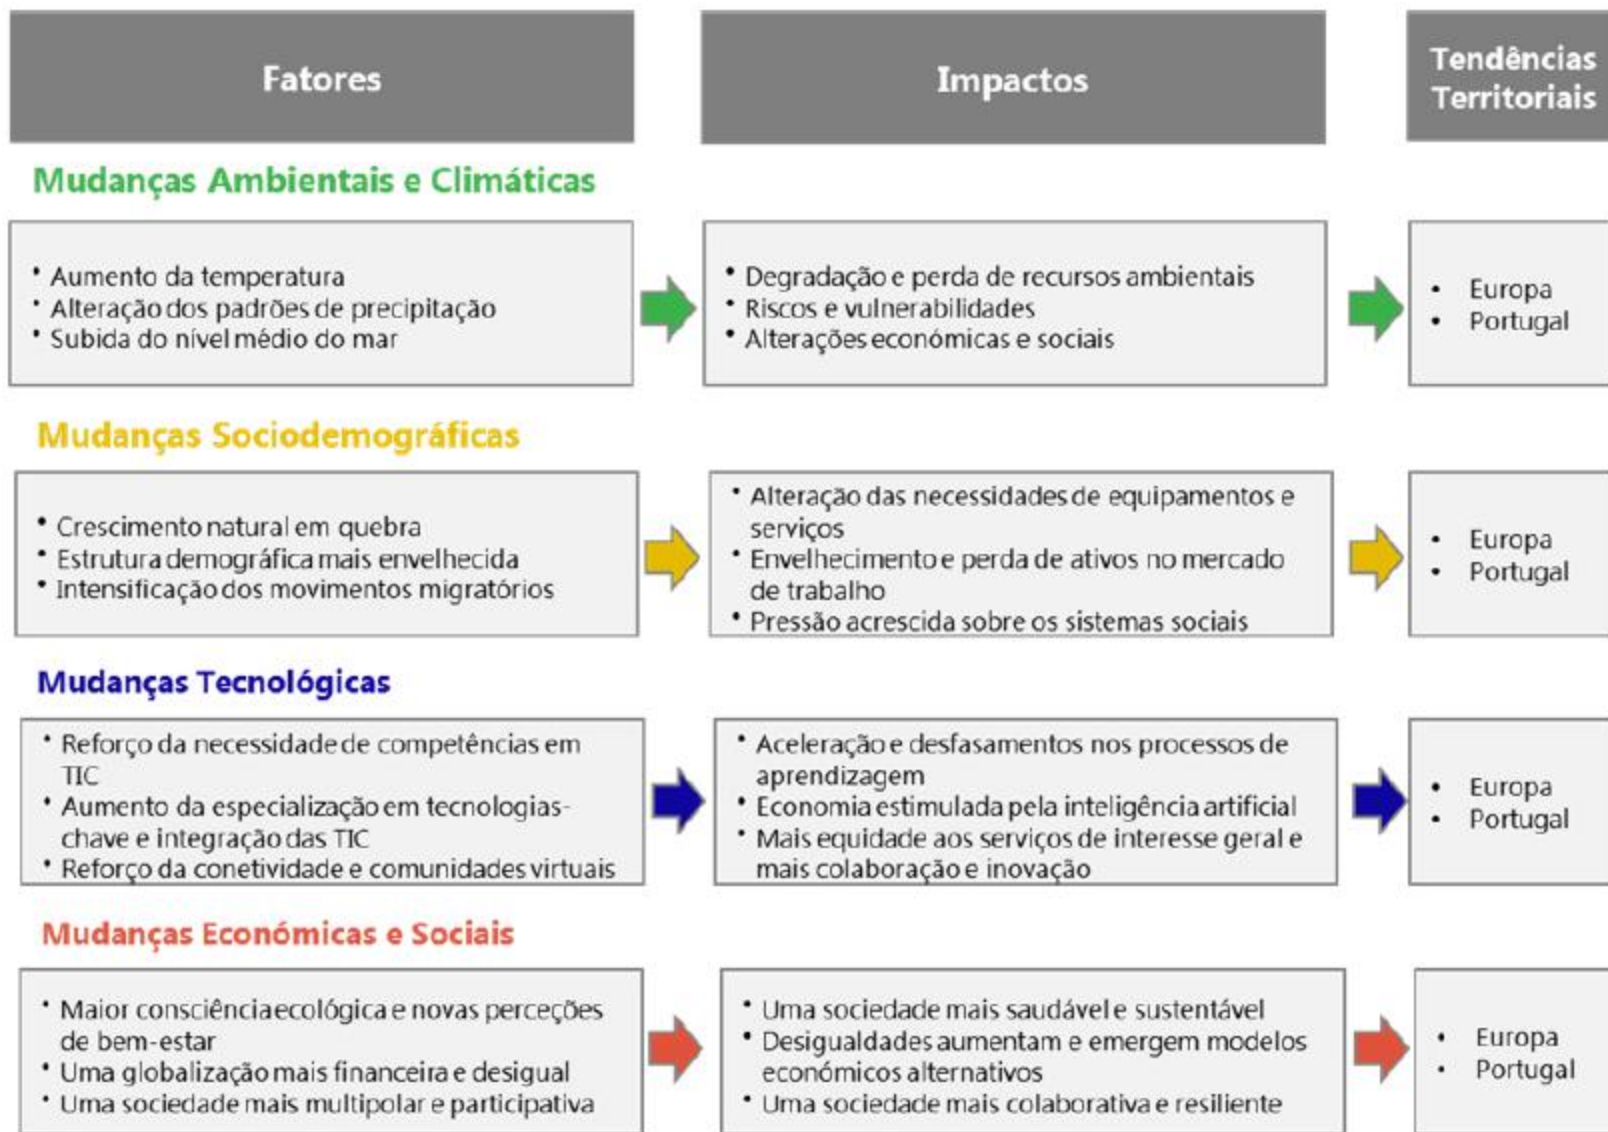 Fatores
Impactos
Tendências
Territoriais
Mudanças Ambientais e Climáticas
• Aumento da temperatura
• Alteração dos padrões de precipitação
• Subida do nível médio do mar
• Degradação e perda de recursos ambientais
• Riscos e vulnerabilidades
• Alterações económicas e sociais
• Europa
• Portugal
Mudanças Sociodemográficas
• Crescimento natural em quebra
• Estrutura demográfica mais envelhecida
• Intensificação dos movimentos migratórios
• Alteração das necessidades de equipamentos e
serviços
• Envelhecimento e perda de ativos no mercado
de trabalho
• Pressão acrescida sobre os sistemas sociais
• Europa
• Portugal
Mudanças Tecnológicas
• Reforço da necessidade de competências em
TIC
• Aumento da especialização em tecnologias-
chave e integração das TIC
• Reforço da conetividade e comunidades virtuais
• Aceleração e desfasamentos nos processos de
aprendizagem
• Economia estimulada pela inteligência artificial
• Mais equidade aos serviços de interesse geral e
mais colaboração e inovação
• Europa
• Portugal
Mudanças Económicas e Sociais
• Maior consciência ecológica e novas perceções
de bem-estar
• Uma globalização mais financeira e desigual
• Uma sociedade mais multipolar e participativa
• Uma sociedade mais saudável e sustentável
• Desigualdades aumentam e emergem modelos
económicos alternativos
• Uma sociedade mais colaborativa e resiliente
• Europa
• Portugal